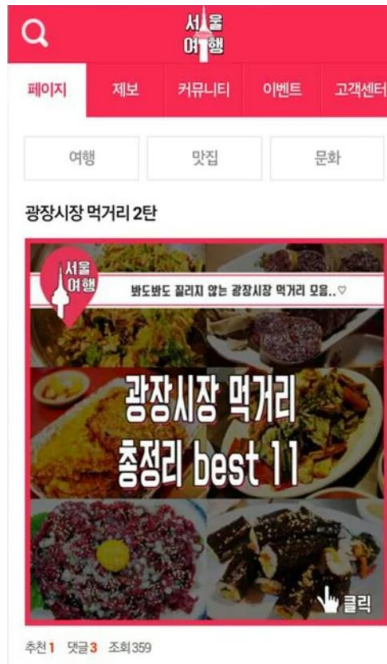 서울
여행
페이지 제보 커뮤니티 이벤트 고객센터
여행 맛집 문화
광장시장 먹거리 2탄
서울
여행
봐도봐도 질리지 않는 광장시장 먹거리 모음..♡
광장시장 먹거리
총정리 best 11
클릭
추천 1 댓글 3 조회 359